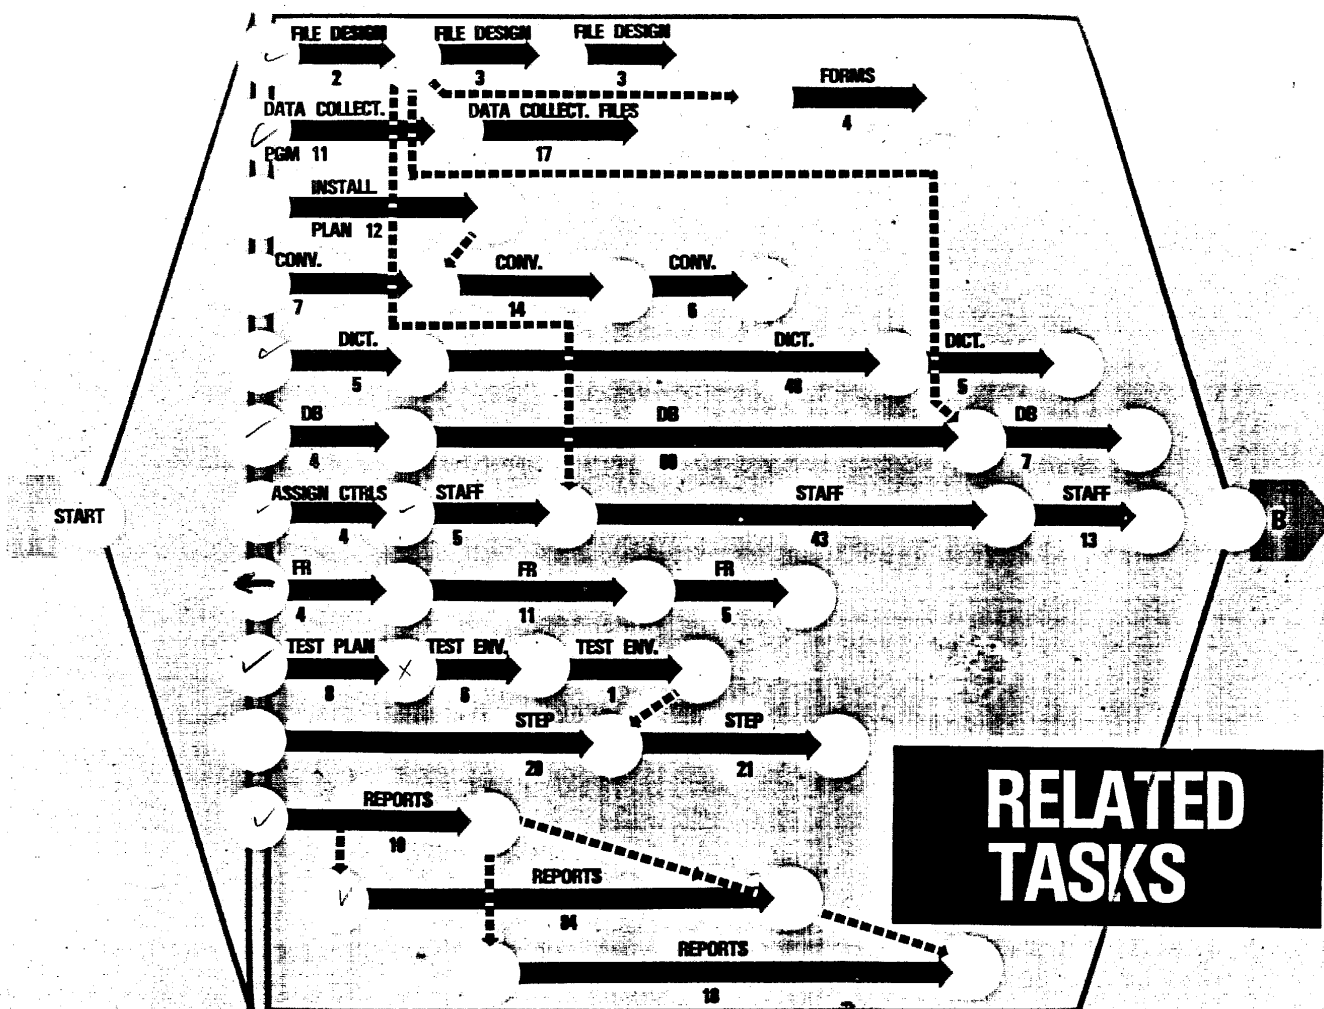 FILE DESIGN FILE DESIGN FILE DESIGN
2 3 3
FORMS
4
DATA COLLECT. DATA COLLECT. FILES
PGM 11 17
INSTALL
PLAN 12
CONV. CONV. CONV.
7 14 6
DICT. DICT. DICT.
5 5
DB DB DB
4 7
ASSIGN CTRLS STAFF STAFF STAFF
4 5 43 13
START
B
FR FR FR
4 11 5
TEST PLAN TEST ENV. TEST ENV.
8 6 1
STEP STEP
20 21
REPORTS
REPORTS
REPORTS
18
RELATED
TASKS